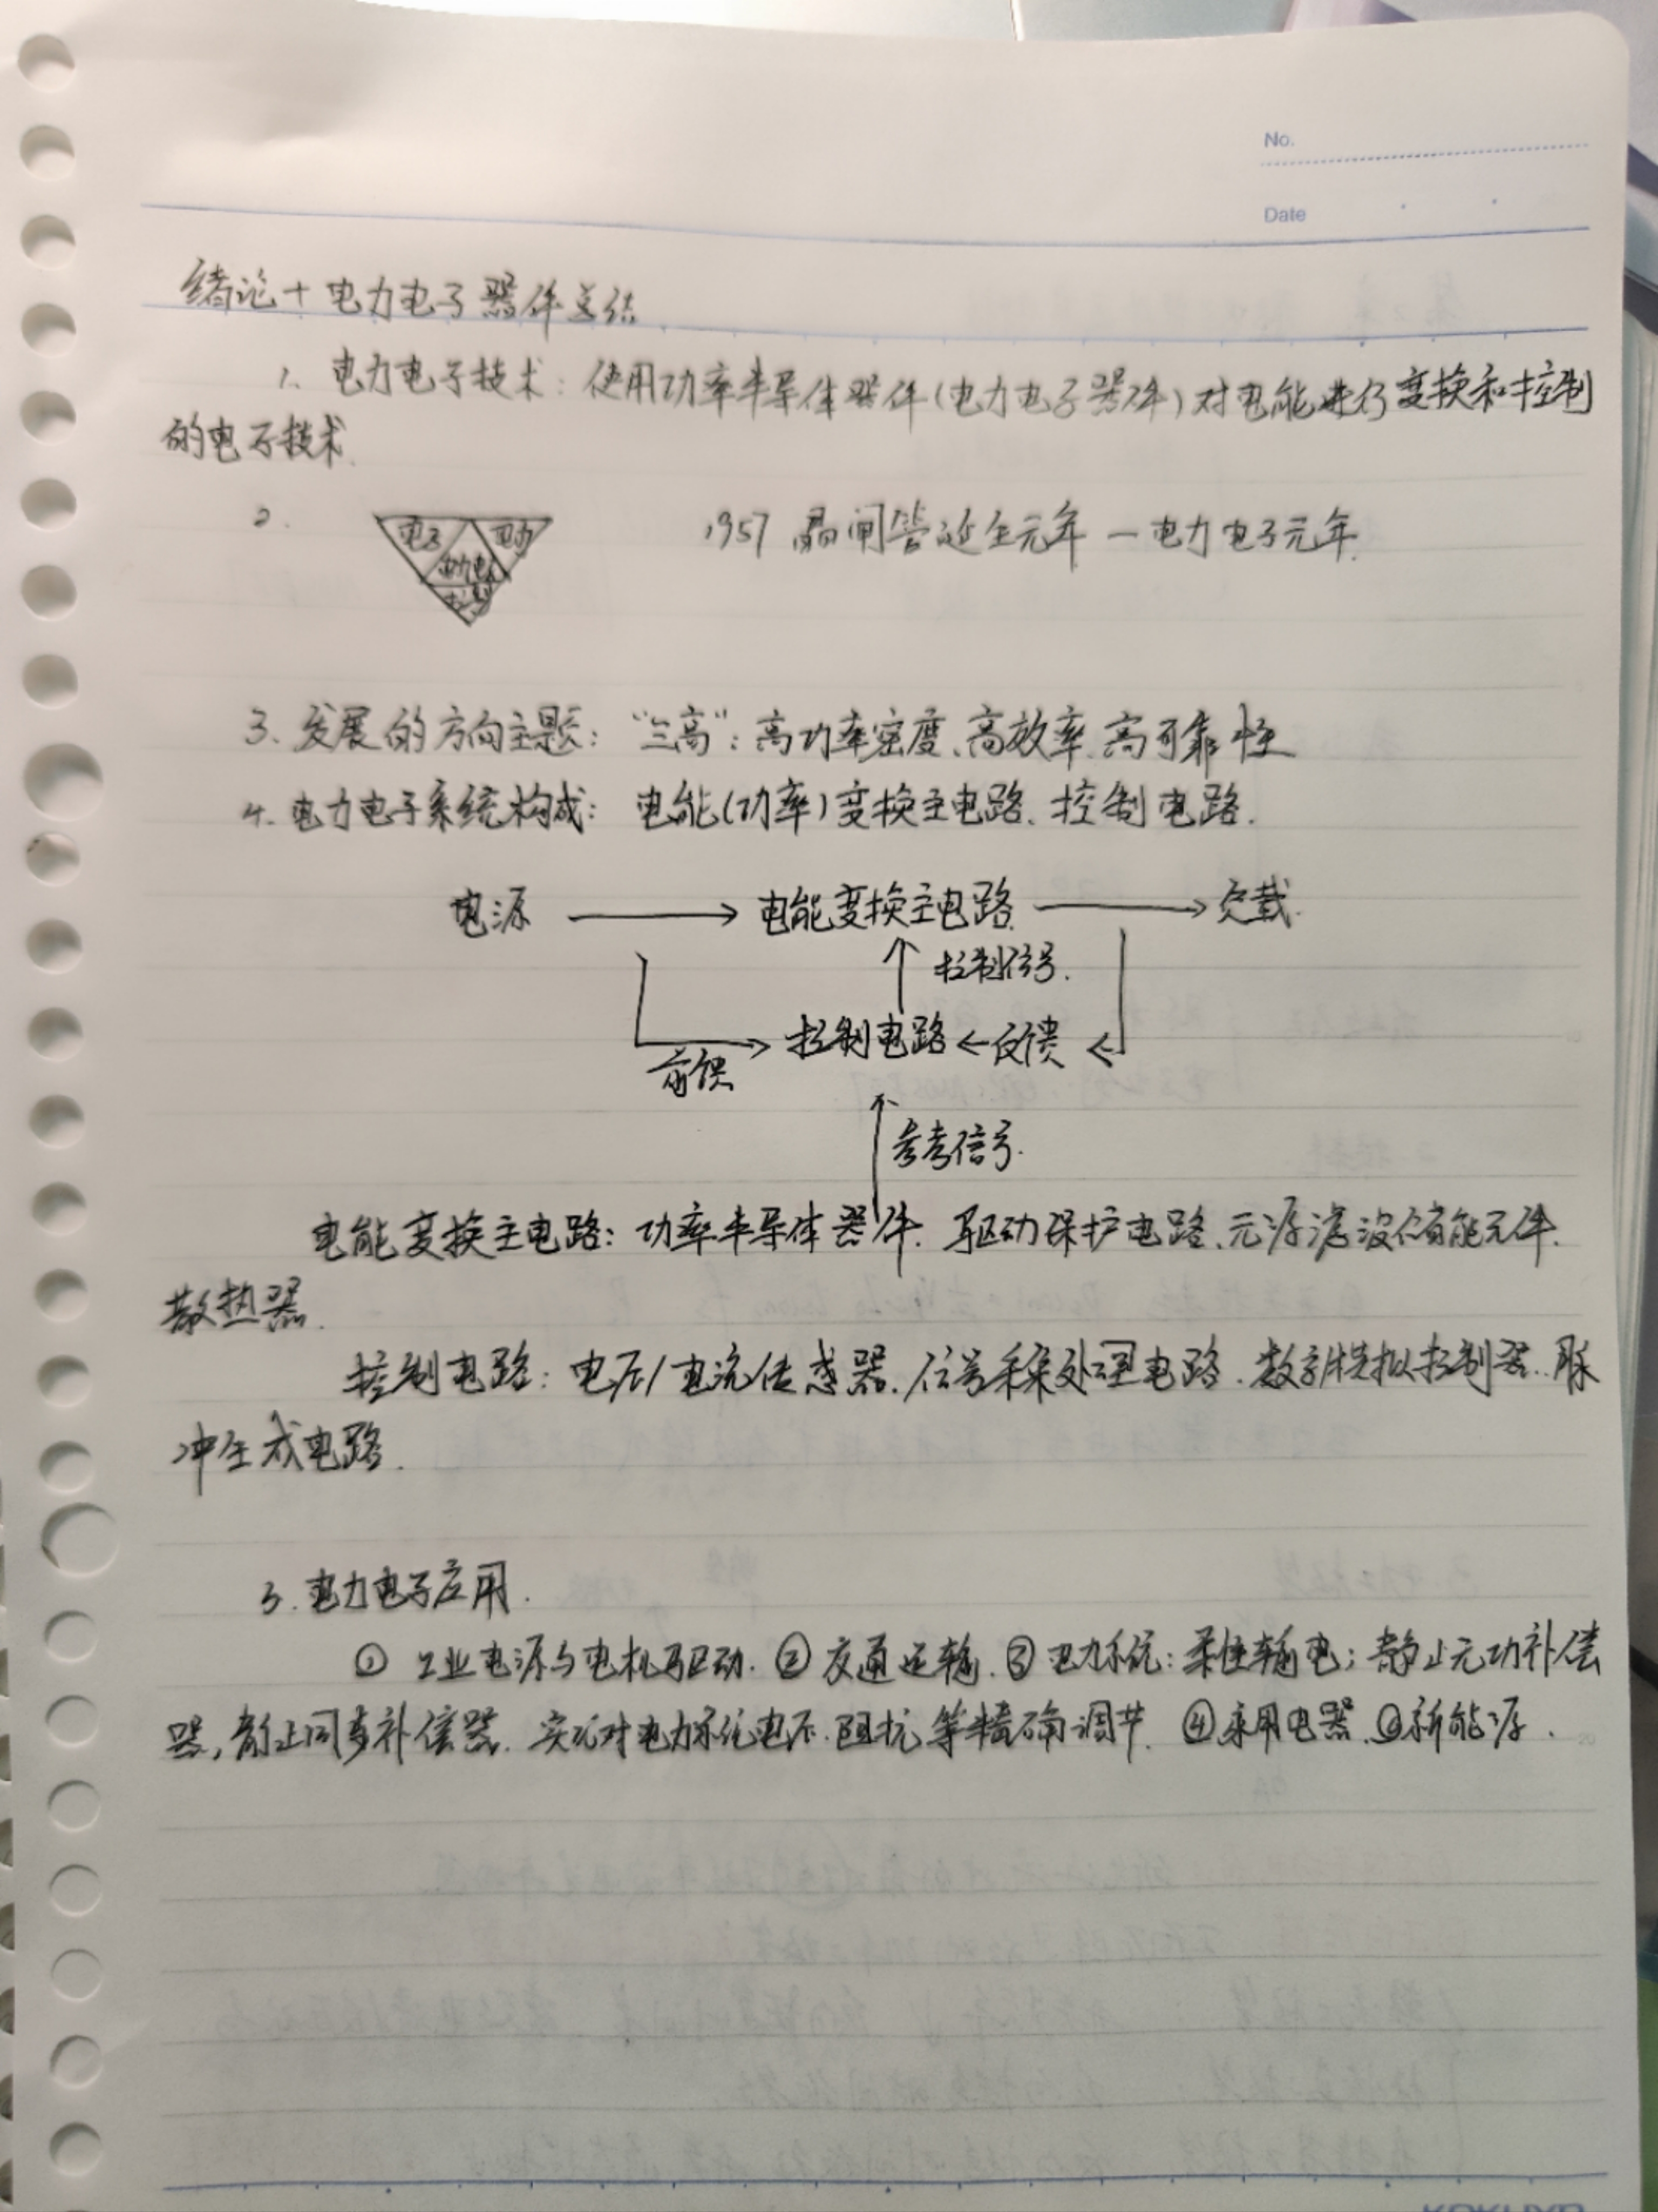 No.
Date
绪论+电力电子器件总结
1. 电力电子技术：使用功率半导体器件(电力电子器件)对电能进行变换和控制
的电子技术.
2.
电子 电力
电力电子
控制
1957 晶闸管诞生元年 — 电力电子元年.
3. 发展的方向主题："三高"：高功率密度、高效率、高可靠性
4. 电力电子系统构成：电能(功率)变换主电路、控制电路.
电源 → 电能变换主电路 → 负载.
↑ 控制信号.
前馈 → 控制电路 ← 反馈 ←
↑ 参考信号.
电能变换主电路：功率半导体器件. 驱动保护电路、无源滤波储能元件.
散热器.
控制电路：电压/电流传感器、信号采集处理电路、数字/模拟控制器、脉
冲生成电路.
5. 电力电子应用.
① 工业电源与电机驱动. ② 交通运输. ③ 电力系统：柔性输电；静止无功补偿
器，静止同步补偿器. 实现对电力系统电压.阻抗等精确调节. ④家用电器.⑤新能源.